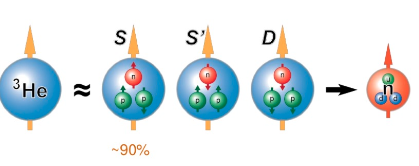 S S' D
³He ≈ n p p n p p n p p d n d d
~90%